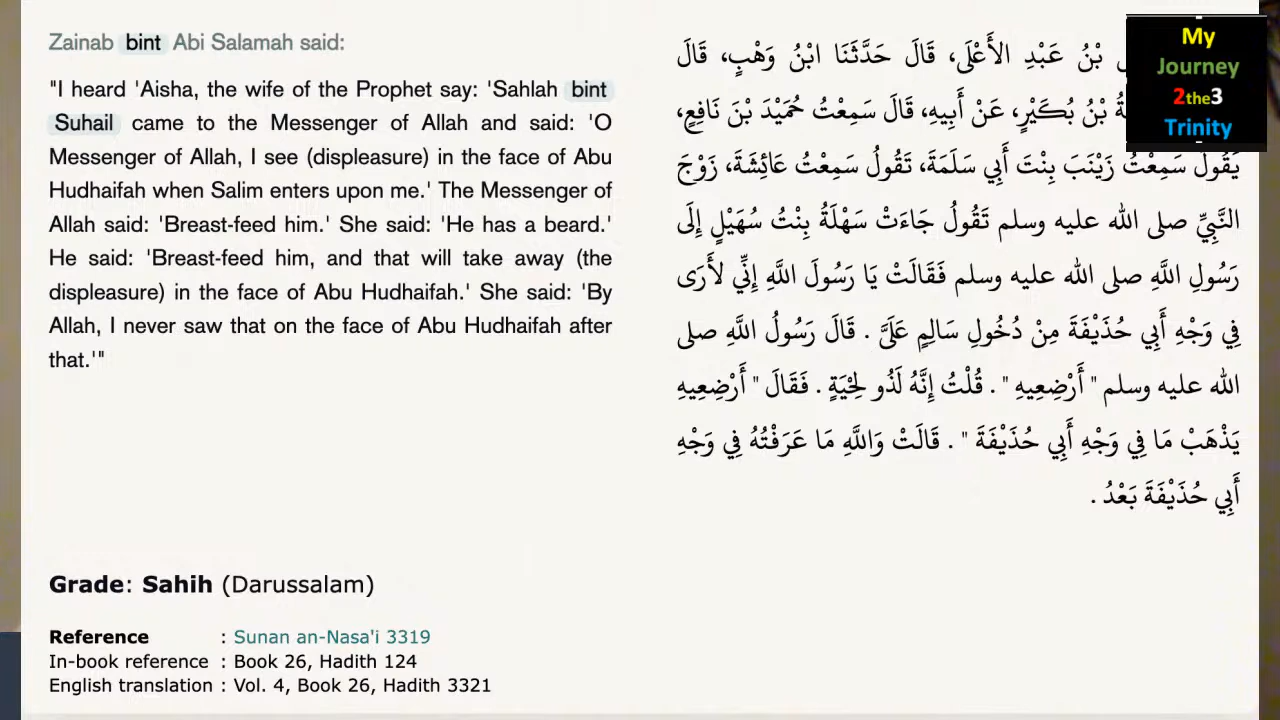 Zainab bint Abi Salamah said:
"I heard 'Aisha, the wife of the Prophet say: 'Sahlah bint
Suhail came to the Messenger of Allah and said: 'O
Messenger of Allah, I see (displeasure) in the face of Abu
Hudhaifah when Salim enters upon me.' The Messenger of
Allah said: 'Breast-feed him.' She said: 'He has a beard.'
He said: 'Breast-feed him, and that will take away (the
displeasure) in the face of Abu Hudhaifah.' She said: 'By
Allah, I never saw that on the face of Abu Hudhaifah after
that.'"
بْنُ عَبْدِ الأَعْلَى، قَالَ حَدَّثَنَا ابْنُ وَهْبٍ، قَالَ
بْنُ بُكَيْرٍ، عَنْ أَبِيهِ، قَالَ سَمِعْتُ حُمَيْدَ بْنَ نَافِعٍ،
يَقُولُ سَمِعْتُ زَيْنَبَ بِنْتَ أَبِي سَلَمَةَ، تَقُولُ سَمِعْتُ عَائِشَةَ، زَوْجَ
النَّبِيِّ صلى الله عليه وسلم تَقُولُ جَاءَتْ سَهْلَةُ بِنْتُ سُهَيْلٍ إِلَى
رَسُولِ اللَّهِ صلى الله عليه وسلم فَقَالَتْ يَا رَسُولَ اللَّهِ إِنِّي لأَرَى
فِي وَجْهِ أَبِي حُذَيْفَةَ مِنْ دُخُولِ سَالِمٍ عَلَىَّ . قَالَ رَسُولُ اللَّهِ صلى
الله عليه وسلم " أَرْضِعِيهِ " . قُلْتُ إِنَّهُ لَذُو لِحْيَةٍ . فَقَالَ " أَرْضِعِيهِ
يَذْهَبْ مَا فِي وَجْهِ أَبِي حُذَيْفَةَ " . قَالَتْ وَاللَّهِ مَا عَرَفْتُهُ فِي وَجْهِ
أَبِي حُذَيْفَةَ بَعْدُ .
My
Journey
2the3
Trinity
Grade: Sahih (Darussalam)
Reference : Sunan an-Nasa'i 3319
In-book reference : Book 26, Hadith 124
English translation : Vol. 4, Book 26, Hadith 3321